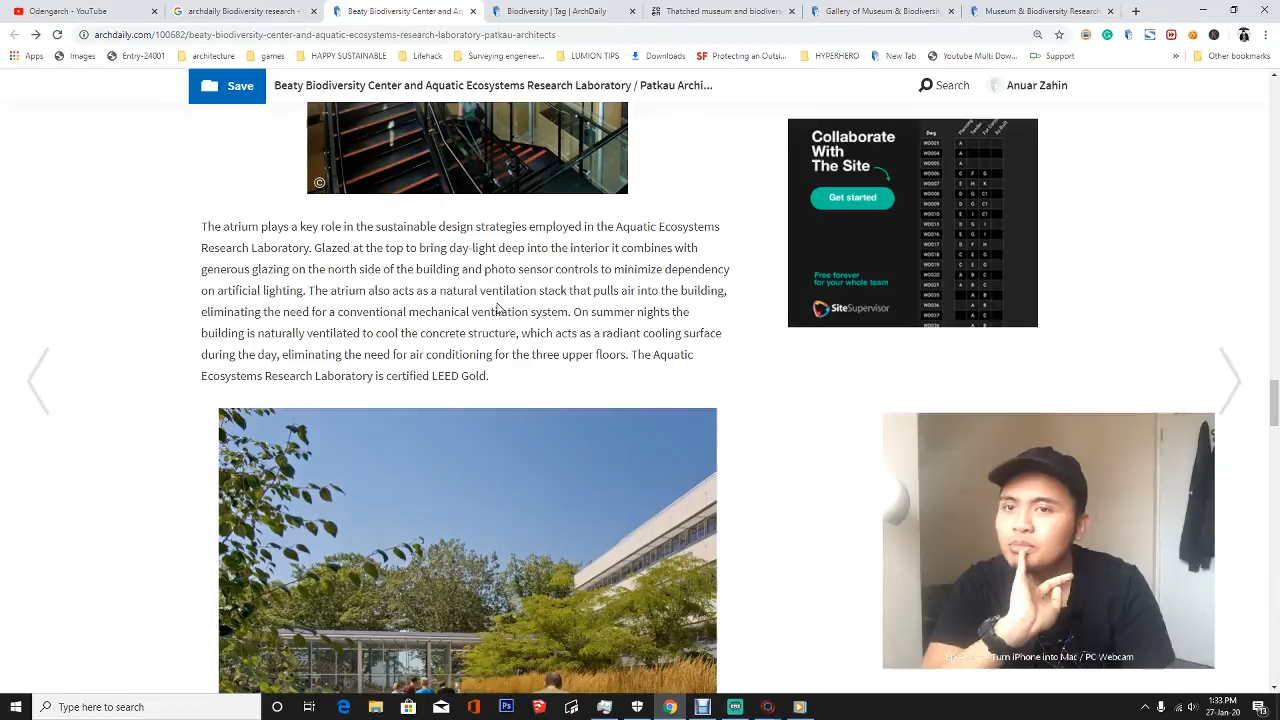 Odengarch - YouTube
archdaily biodiversity research -
Beaty Biodiversity Center and Aq
Biodiversity | Tag | ArchDaily
Thatched museum and biodivers
Gallery of Museum & Biodiversity
Museum & Biodiversity Research
archdaily.com/100682/beaty-biodiversity-center-and-aquatic-ecosystems-research-laboratory-patkau-architects
Apps
Images
Entry-24001
architecture
games
HAPPY SUSTAINABLE
Lifehack
Surveying engineer...
LUMION TIPS
Downloads
Protecting an Outsi...
HYPERHERO
New Tab
Youtube Movi - Do...
Support
Other bookmarks
Save
Beaty Biodiversity Center and Aquatic Ecosystems Research Laboratory / Patkau Archi...
Search
Anuar Zahin
Collaborate
With
The Site
Get started
Free forever
for your whole team
SiteSupervisor
Dwg
Planning
Tender
As Built
The atrium plays a key role in the sustainable design strategies employed in the Aquatic Ecosystems
Research Laboratory. Glazed at the top to bring day-light deep into the interior it combines with
generous glazing on the north side of the building and photo sensor controls to minimize dependency
on artificial lighting. The atrium also acts as a natural ventilation stack that pulls air into the building,
eliminating the need for a conventional mechanical ventilation system. On summer nights the
building is naturally ventilated to cool the concrete structure, which acts as a radiant cooling surface
during the day, eliminating the need for air conditioning for the three upper floors. The Aquatic
Ecosystems Research Laboratory is certified LEED Gold.
©
Turn iPhone into Mac / PC Webcam
Type here to search
1:33 PM
27-Jan-20